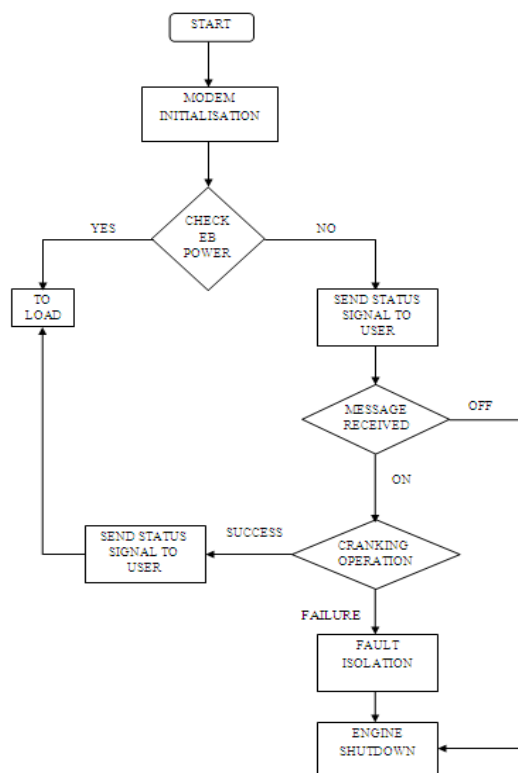 START
MODEM
INITIALISATION
CHECK
EB
POWER
YES
NO
TO
LOAD
SEND STATUS
SIGNAL TO
USER
MESSAGE
RECEIVED
OFF
ON
CRANKING
OPERATION
SUCCESS
SEND STATUS
SIGNAL TO
USER
FAILURE
FAULT
ISOLATION
ENGINE
SHUTDOWN